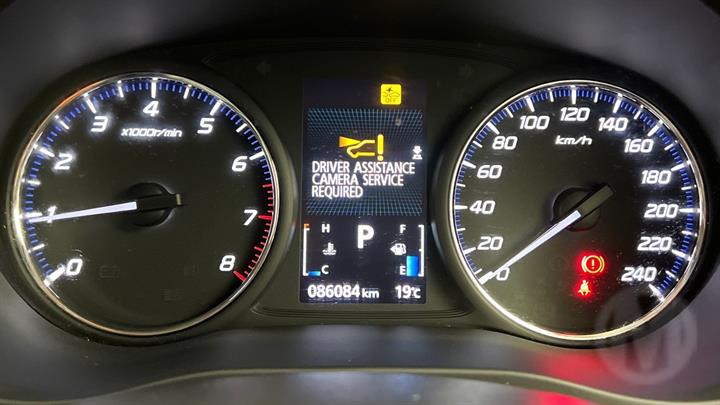 0
1
2
3
4
5
6
7
8
x1000r/min
OFF
DRIVER ASSISTANCE
CAMERA SERVICE
REQUIRED
H
P
F
C
E
086084 km
19°C
0
20
40
60
80
100
120
140
160
180
200
220
240
km/h
M